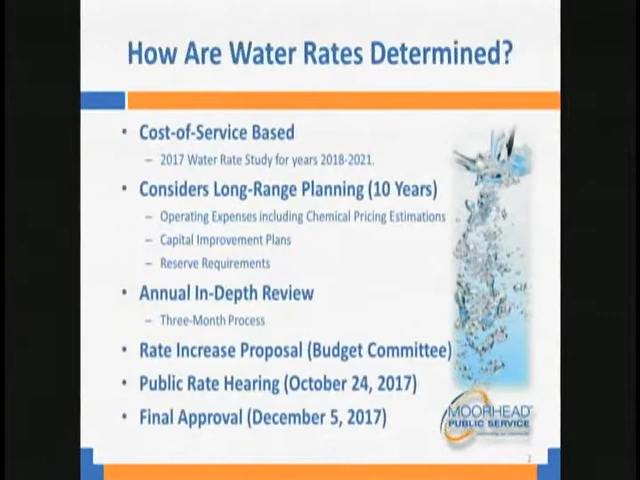 How Are Water Rates Determined?
• Cost-of-Service Based
– 2017 Water Rate Study for years 2018-2021.
• Considers Long-Range Planning (10 Years)
– Operating Expenses including Chemical Pricing Estimations
– Capital Improvement Plans
– Reserve Requirements
• Annual In-Depth Review
– Three-Month Process
• Rate Increase Proposal (Budget Committee)
• Public Rate Hearing (October 24, 2017)
• Final Approval (December 5, 2017)
MOORHEAD
PUBLIC SERVICE
2